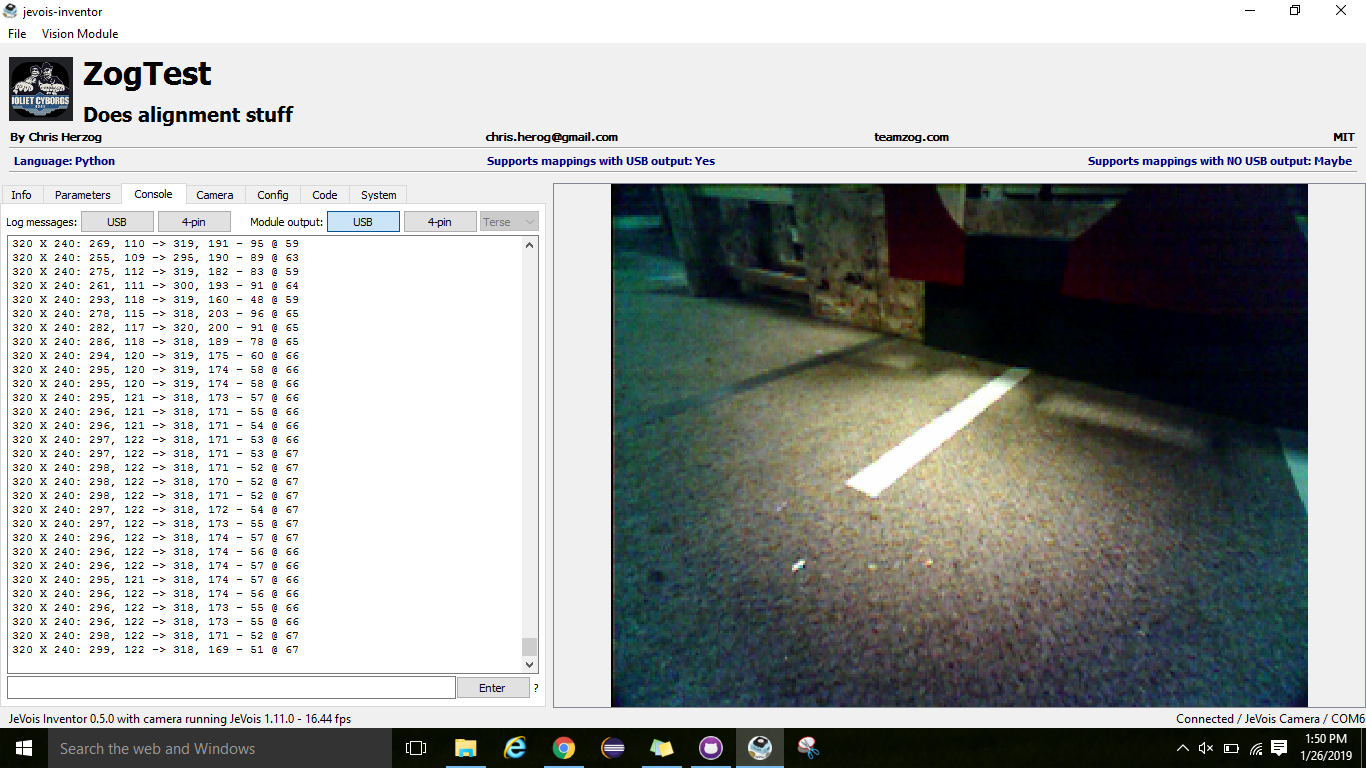 jevois-inventor
File Vision Module
JOLIET CYBORGS
ZogTest
Does alignment stuff
By Chris Herzog chris.herog@gmail.com teamzog.com MIT
Language: Python Supports mappings with USB output: Yes Supports mappings with NO USB output: Maybe
Info Parameters Console Camera Config Code System
Log messages: USB 4-pin Module output: USB 4-pin Terse
320 X 240: 269, 110 -> 319, 191 - 95 @ 59
320 X 240: 255, 109 -> 295, 190 - 89 @ 63
320 X 240: 275, 112 -> 319, 182 - 83 @ 59
320 X 240: 261, 111 -> 300, 193 - 91 @ 64
320 X 240: 293, 118 -> 319, 160 - 48 @ 59
320 X 240: 278, 115 -> 318, 203 - 96 @ 65
320 X 240: 282, 117 -> 320, 200 - 91 @ 65
320 X 240: 286, 118 -> 318, 189 - 78 @ 65
320 X 240: 294, 120 -> 319, 175 - 60 @ 66
320 X 240: 295, 120 -> 319, 174 - 58 @ 66
320 X 240: 295, 120 -> 319, 174 - 58 @ 66
320 X 240: 295, 121 -> 318, 173 - 57 @ 66
320 X 240: 296, 121 -> 318, 171 - 55 @ 66
320 X 240: 296, 121 -> 318, 171 - 54 @ 66
320 X 240: 297, 122 -> 318, 171 - 53 @ 66
320 X 240: 297, 122 -> 318, 171 - 53 @ 67
320 X 240: 298, 122 -> 318, 171 - 52 @ 67
320 X 240: 298, 122 -> 318, 170 - 52 @ 67
320 X 240: 298, 122 -> 318, 171 - 52 @ 67
320 X 240: 297, 122 -> 318, 172 - 54 @ 67
320 X 240: 297, 122 -> 318, 173 - 55 @ 67
320 X 240: 296, 122 -> 318, 174 - 57 @ 67
320 X 240: 296, 122 -> 318, 174 - 56 @ 66
320 X 240: 296, 122 -> 318, 174 - 57 @ 66
320 X 240: 295, 121 -> 318, 174 - 57 @ 66
320 X 240: 296, 122 -> 318, 174 - 56 @ 66
320 X 240: 296, 122 -> 318, 173 - 55 @ 66
320 X 240: 296, 122 -> 318, 173 - 55 @ 66
320 X 240: 298, 122 -> 318, 171 - 52 @ 67
320 X 240: 299, 122 -> 318, 169 - 51 @ 67
Enter ?
JeVois Inventor 0.5.0 with camera running JeVois 1.11.0 - 16.44 fps Connected / JeVois Camera / COM6
Search the web and Windows
1:50 PM
1/26/2019